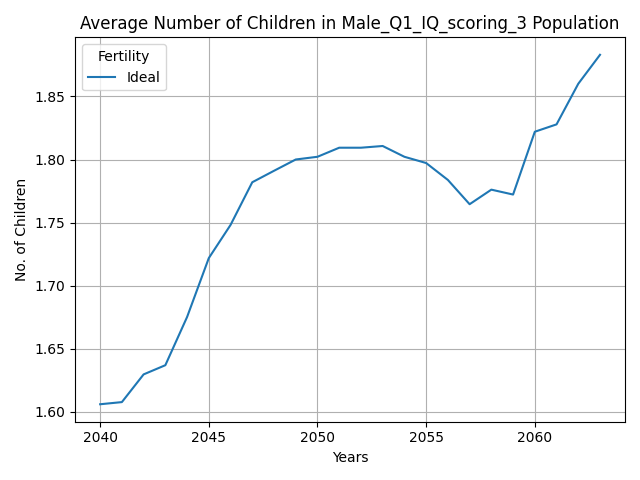 Average Number of Children in Male_Q1_IQ_scoring_3 Population
Fertility
Ideal
1.85
1.80
1.75
1.70
1.65
1.60
No. of Children
2040 2045 2050 2055 2060
Years